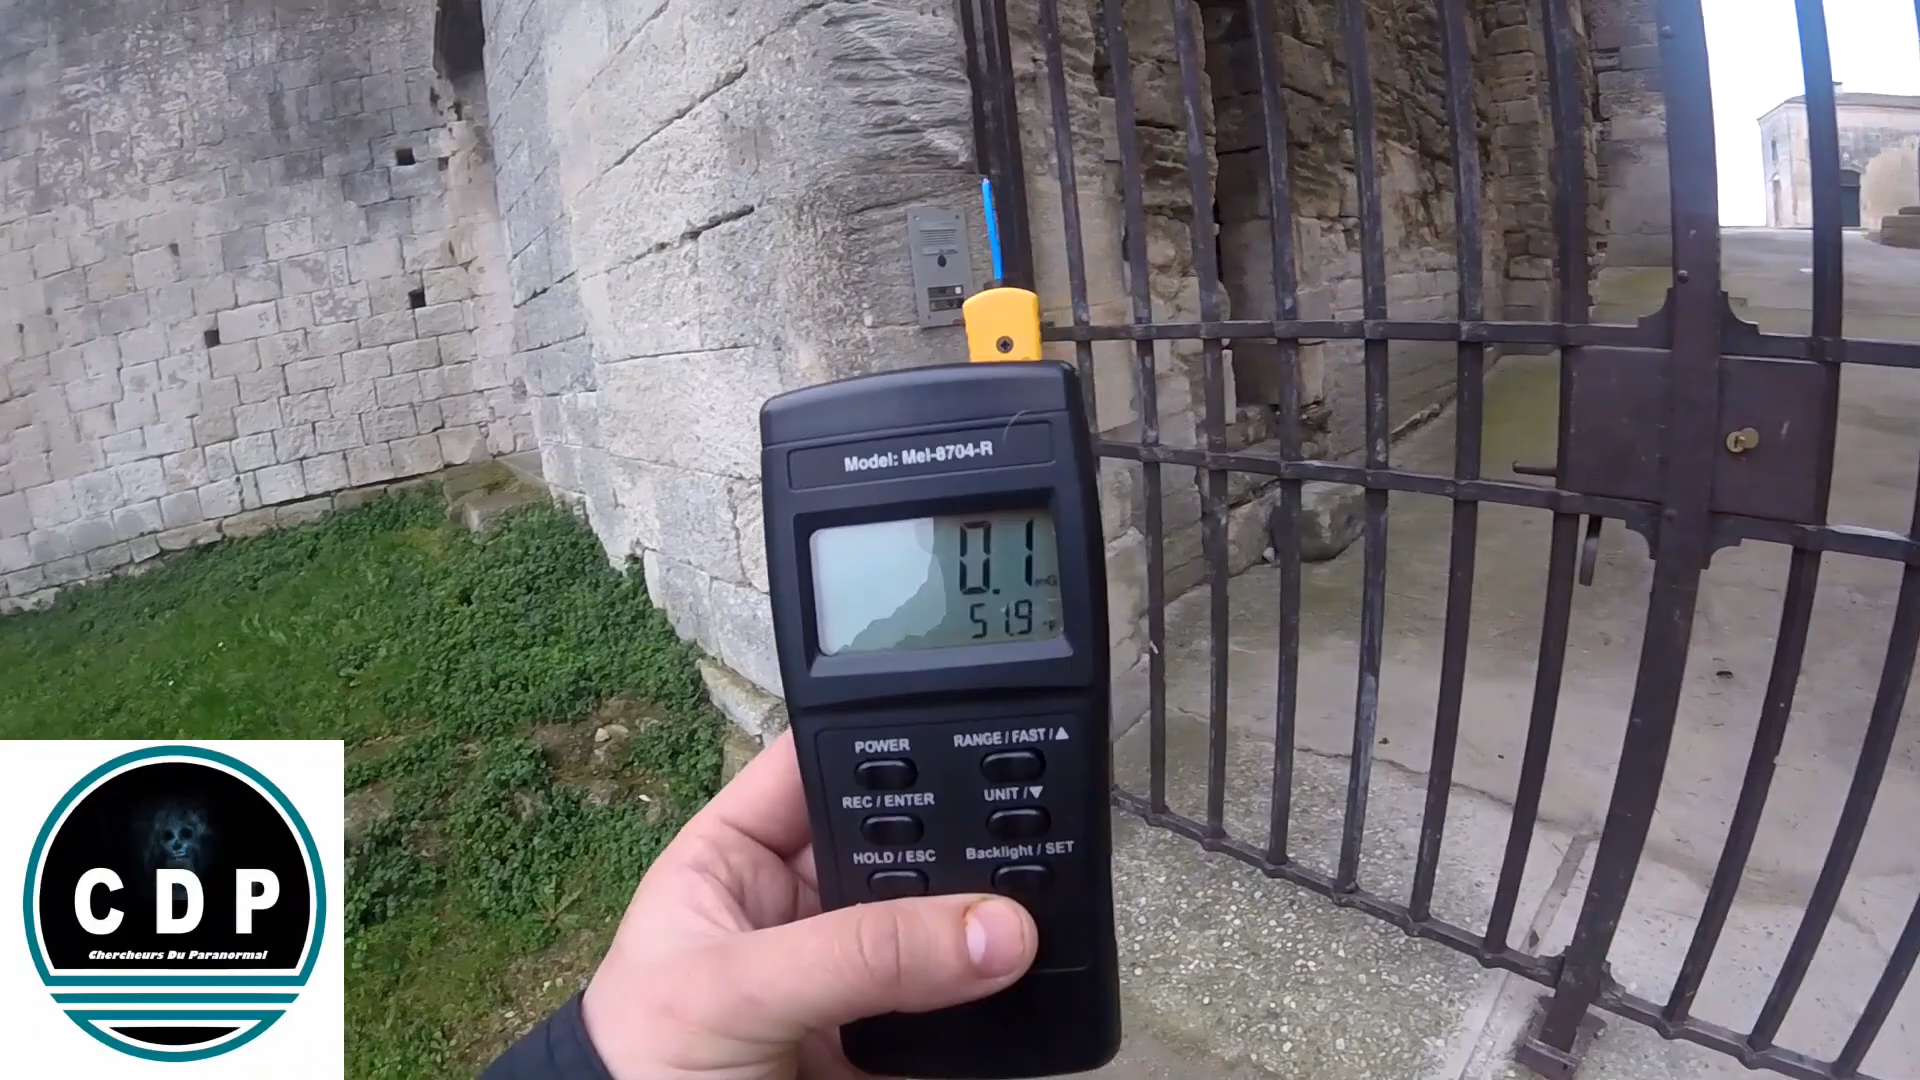 Model: Mel-8704-R
0.1 mG
51.9 °F
POWER
RANGE / FAST / ▲
REC / ENTER
UNIT / ▼
HOLD / ESC
Backlight / SET
C D P
Chercheurs Du Paranormal